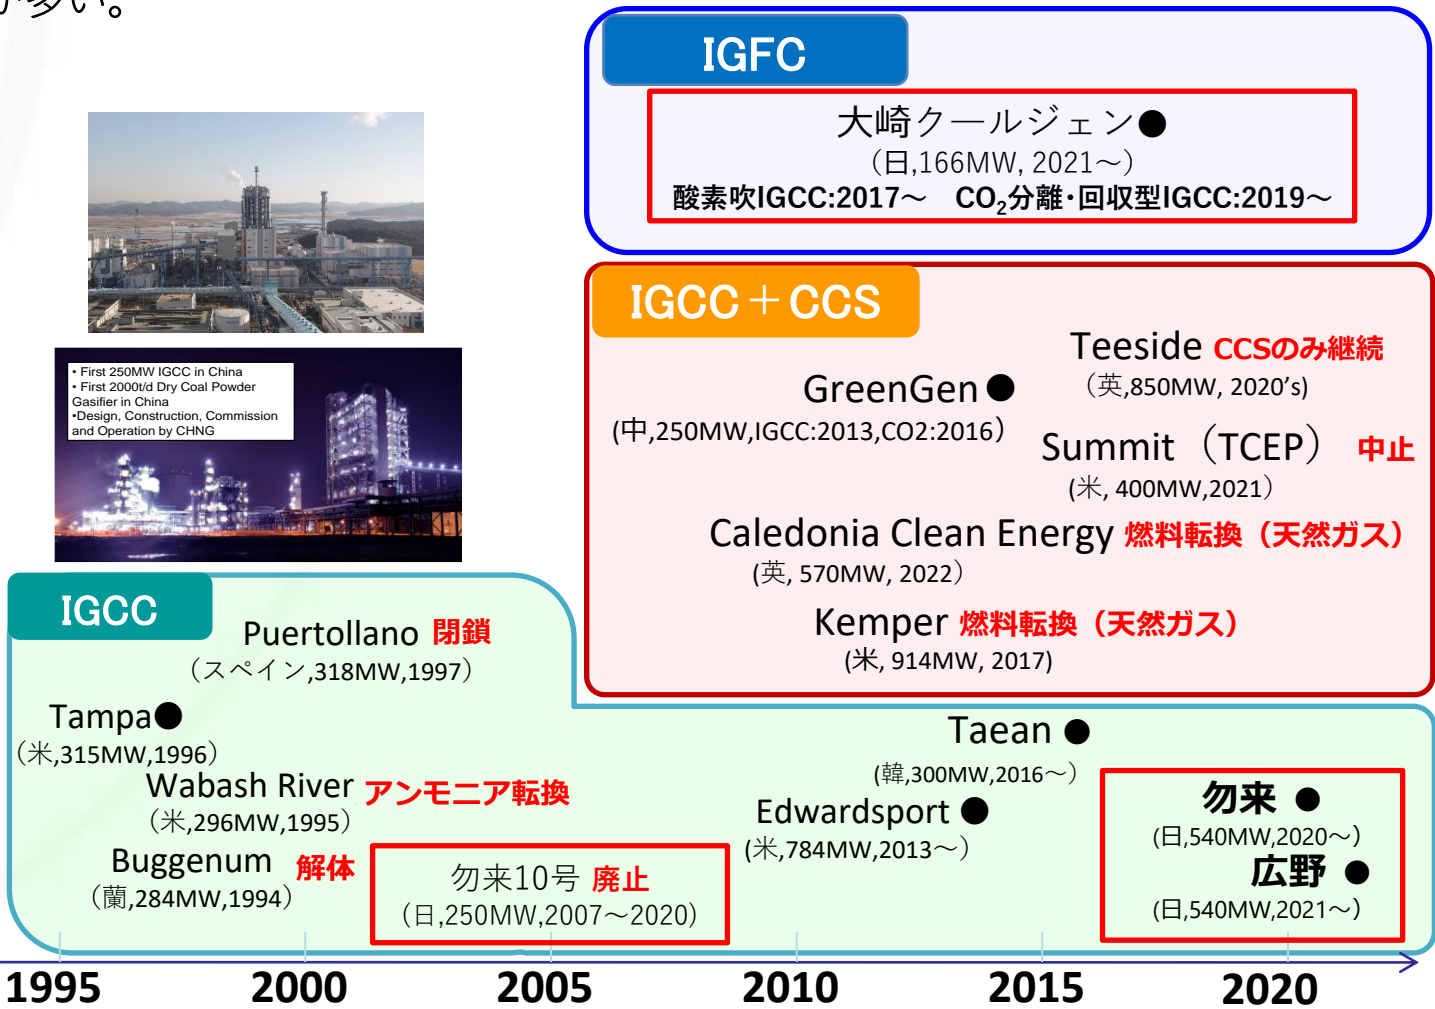 が多い。
IGFC
大崎クールジェン●
（日,166MW, 2021～）
酸素吹IGCC:2017～　CO2分離・回収型IGCC:2019～
IGCC＋CCS
Teeside CCSのみ継続
（英,850MW, 2020's)
GreenGen ●
(中,250MW,IGCC:2013,CO2:2016）
Summit（TCEP） 中止
(米, 400MW,2021）
Caledonia Clean Energy 燃料転換（天然ガス）
(英, 570MW, 2022）
Kemper 燃料転換（天然ガス）
(米, 914MW, 2017)
• First 250MW IGCC in China
• First 2000t/d Dry Coal Powder
Gasifier in China
•Design, Construction, Commission
and Operation by CHNG
IGCC
Puertollano 閉鎖
（スペイン,318MW,1997）
Tampa●
（米,315MW,1996）
Wabash River アンモニア転換
（米,296MW,1995）
Buggenum 解体
（蘭,284MW,1994）
勿来10号 廃止
（日,250MW,2007～2020）
Taean ●
(韓,300MW,2016～）
Edwardsport ●
(米,784MW,2013～）
勿来 ●
(日,540MW,2020～)
広野 ●
(日,540MW,2021～)
1995 2000 2005 2010 2015 2020